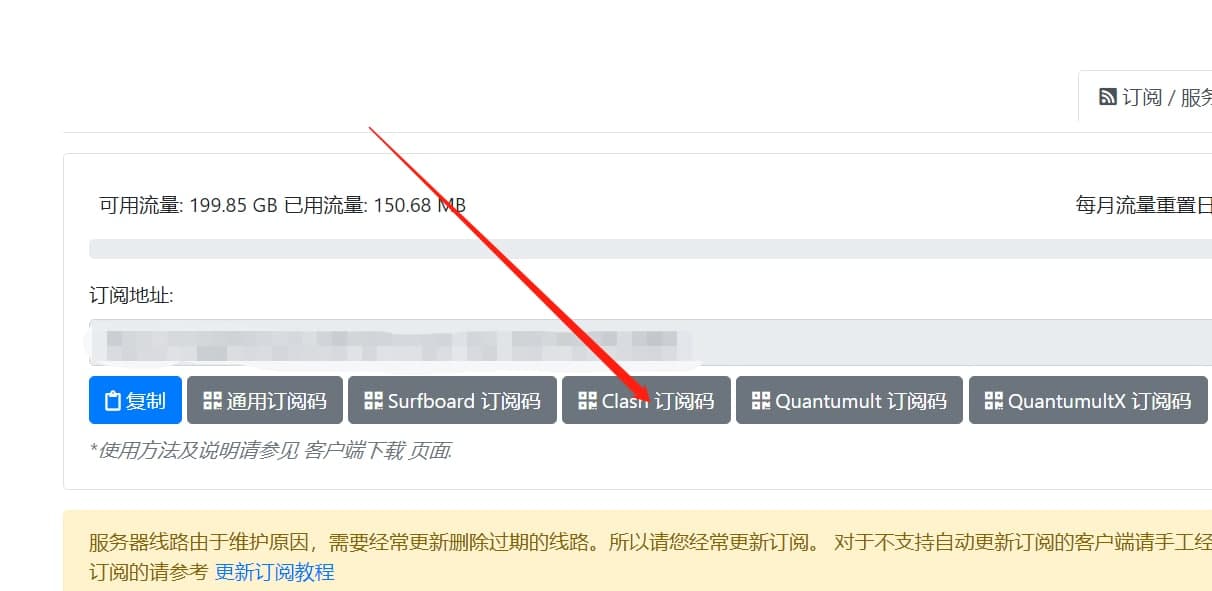 订阅 / 服务
可用流量: 199.85 GB 已用流量: 150.68 MB
每月流量重置日
订阅地址:
复制 通用订阅码 Surfboard 订阅码 Clash 订阅码 Quantumult 订阅码 QuantumultX 订阅码
*使用方法及说明请参见 客户端下载 页面.
服务器线路由于维护原因，需要经常更新删除过期的线路。所以请您经常更新订阅。 对于不支持自动更新订阅的客户端请手工经
订阅的请参考 更新订阅教程